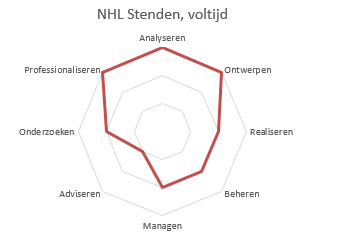 NHL Stenden, voltijd
Analyseren
Professionaliseren
Ontwerpen
Onderzoeken
Realiseren
Adviseren
Beheren
Managen